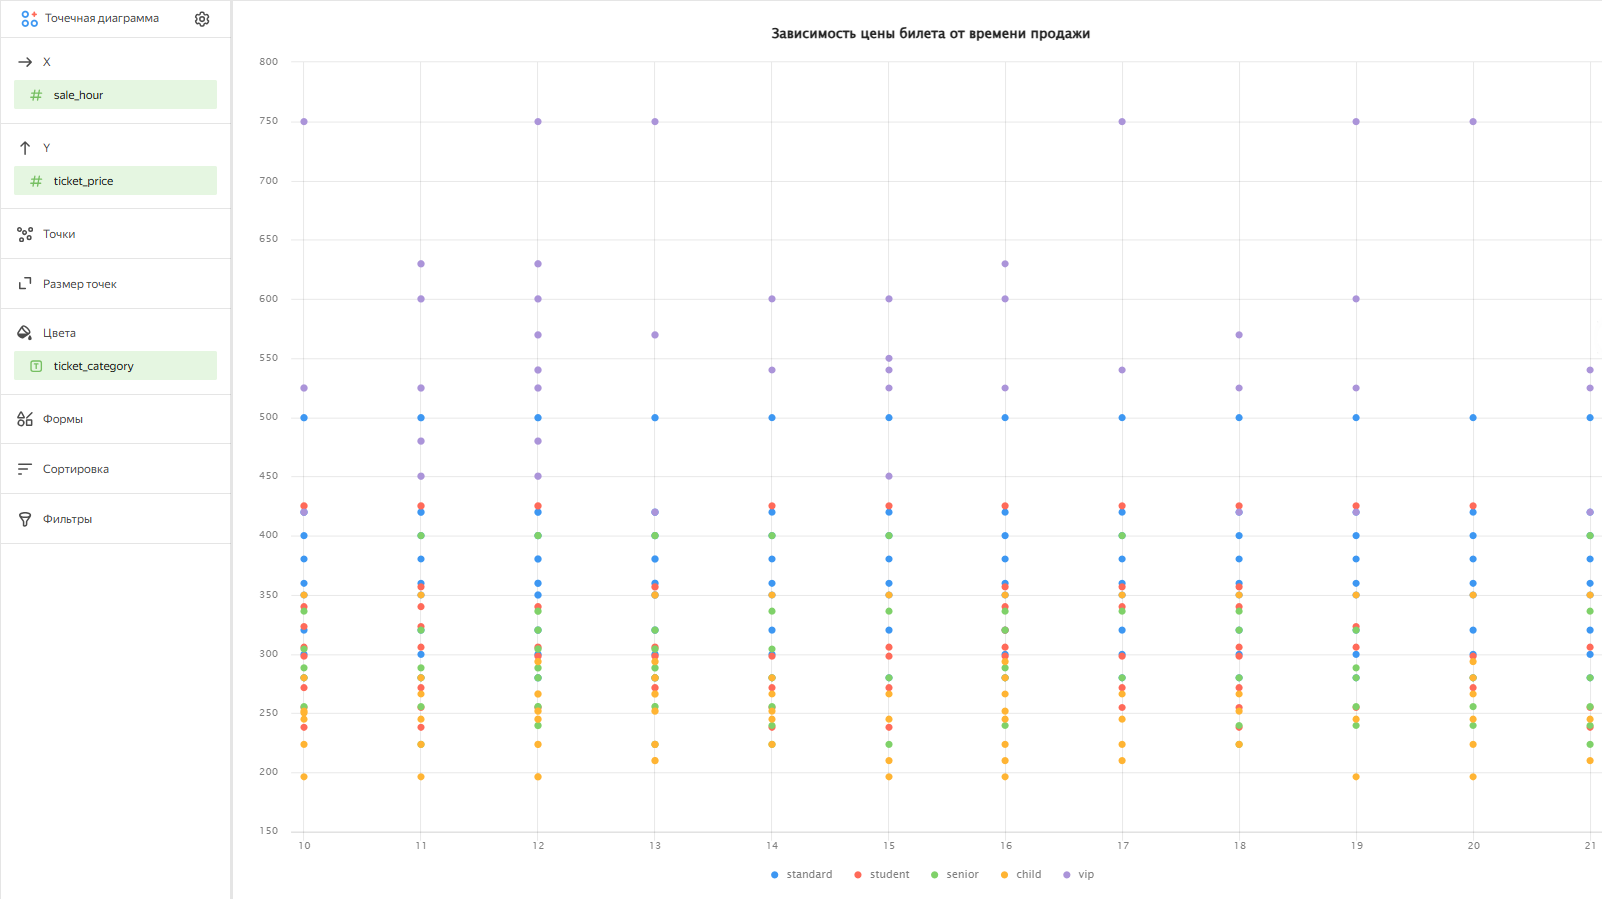 Точечная диаграмма
X
sale_hour
Y
ticket_price
Точки
Размер точек
Цвета
ticket_category
Формы
Сортировка
Фильтры
Зависимость цены билета от времени продажи
800
750
700
650
600
550
500
450
400
350
300
250
200
150
10 11 12 13 14 15 16 17 18 19 20 21
standard student senior child vip